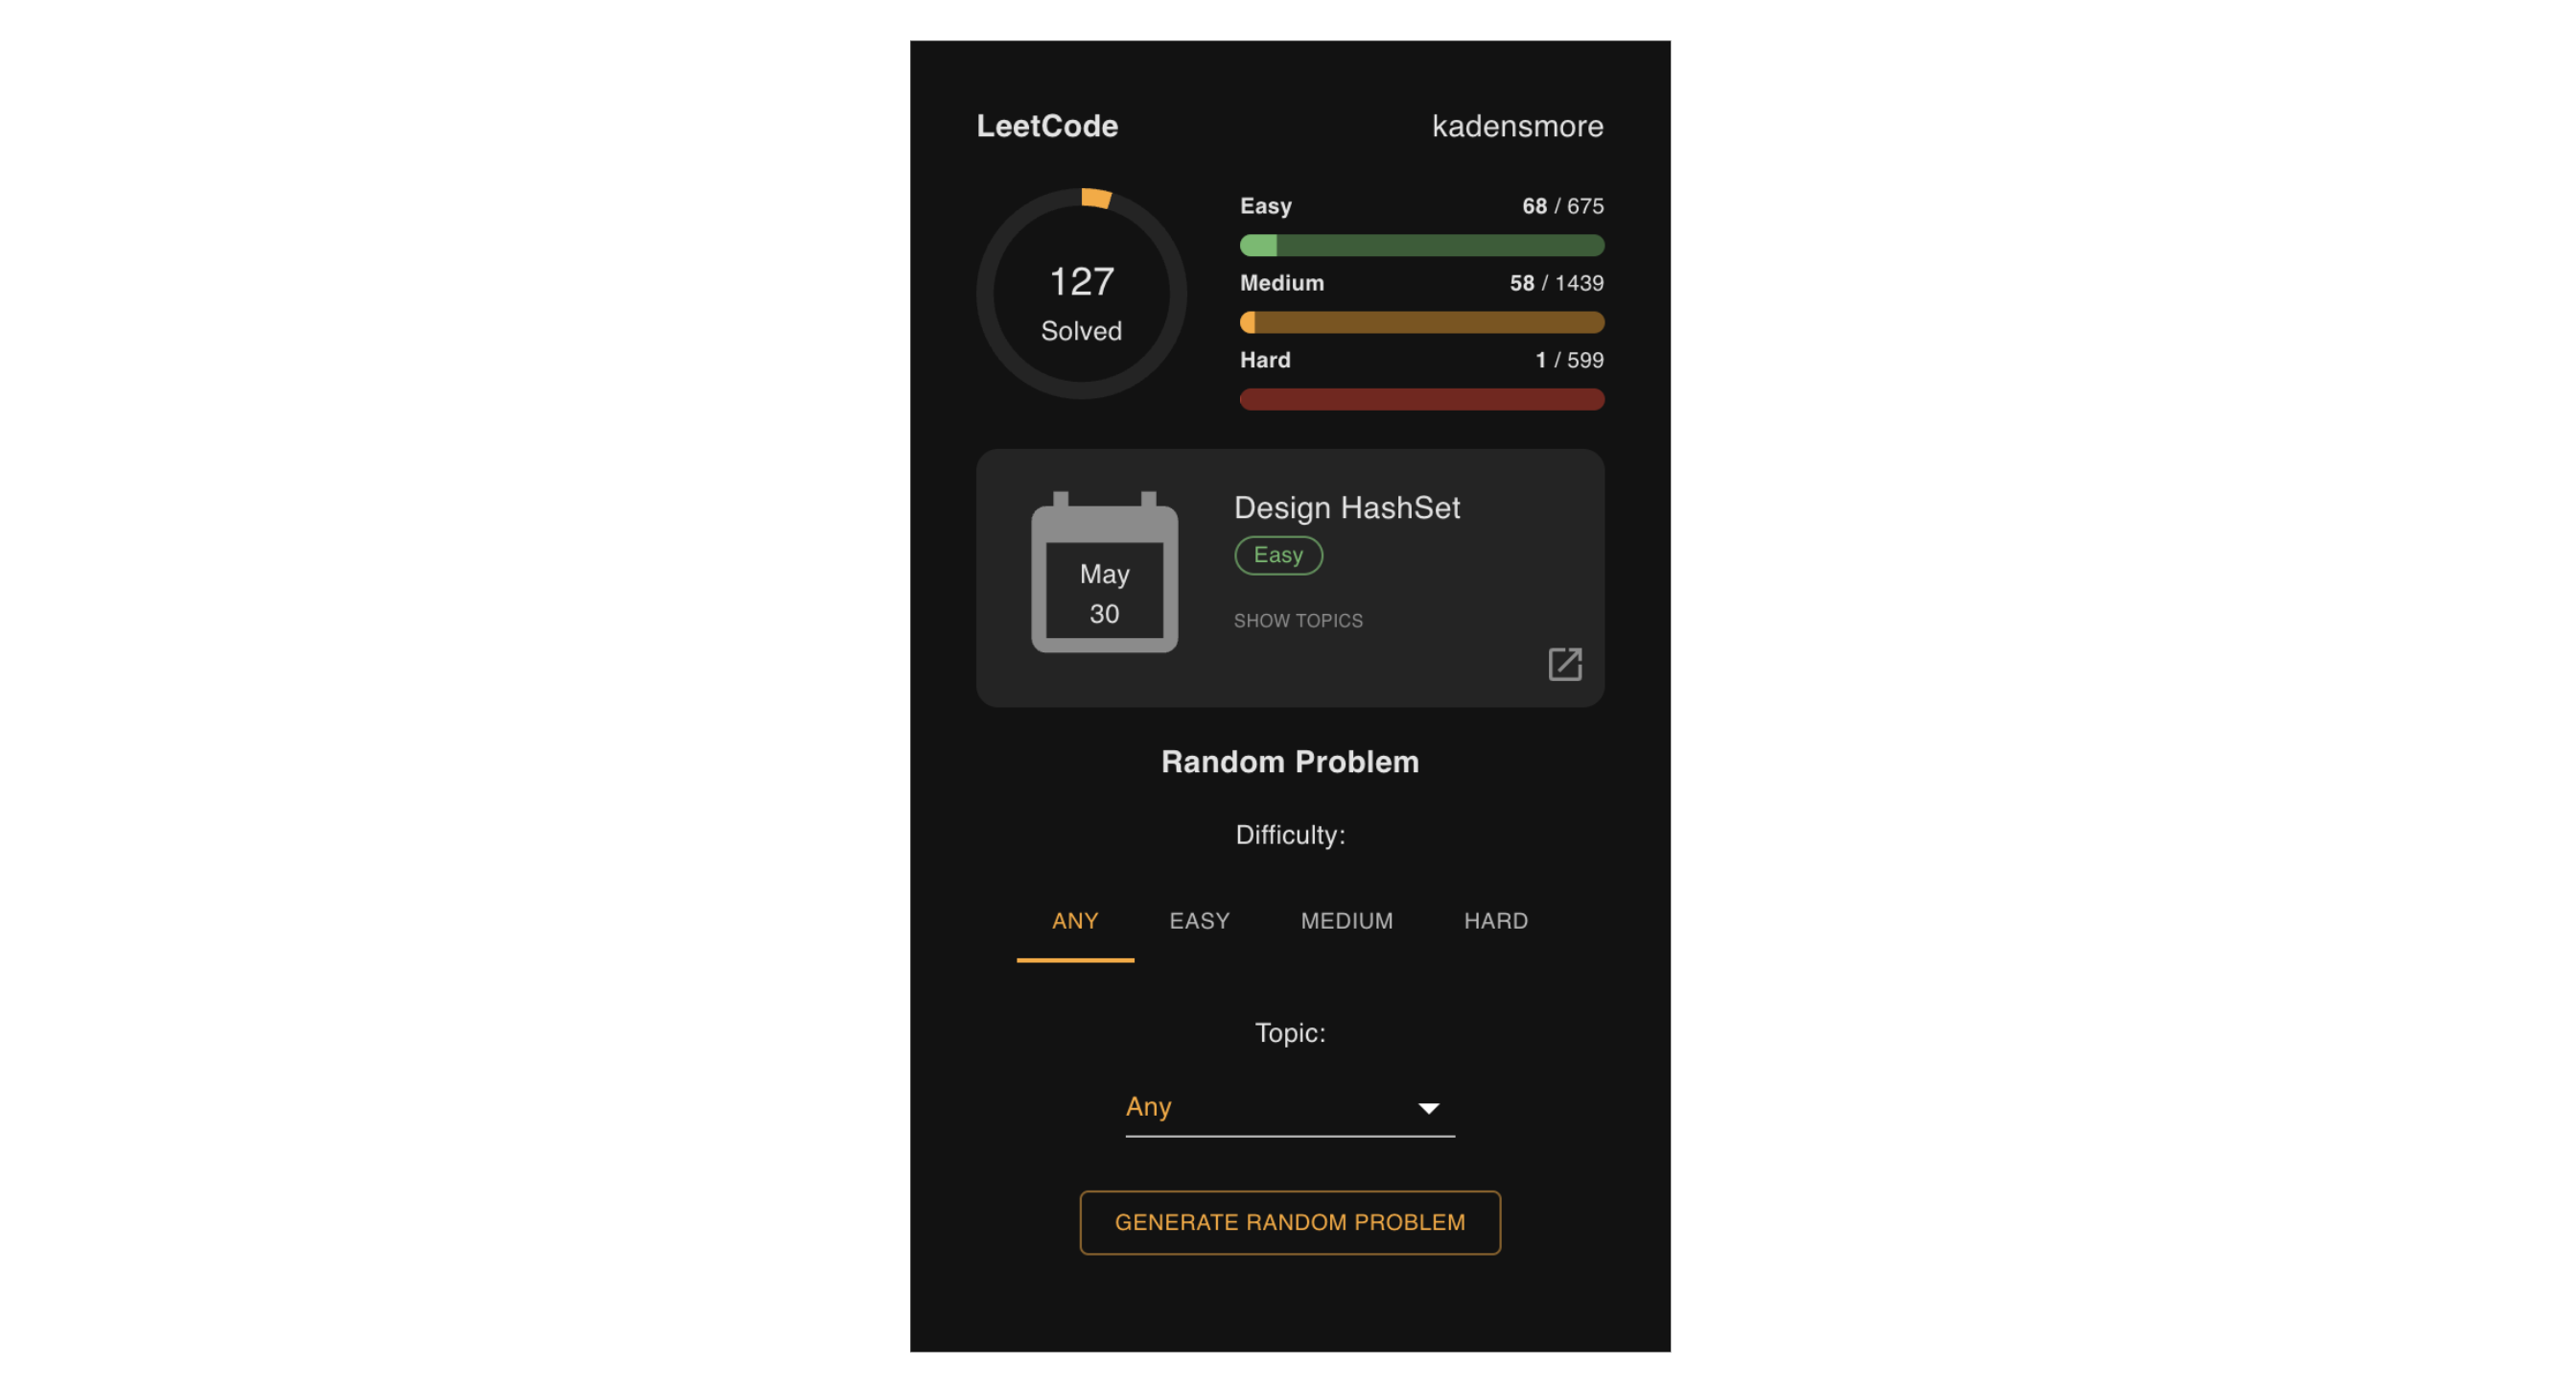 LeetCode kadensmore
127
Solved
Easy 68 / 675
Medium 58 / 1439
Hard 1 / 599
May
30
Design HashSet
Easy
SHOW TOPICS
Random Problem
Difficulty:
ANY EASY MEDIUM HARD
Topic:
Any
GENERATE RANDOM PROBLEM